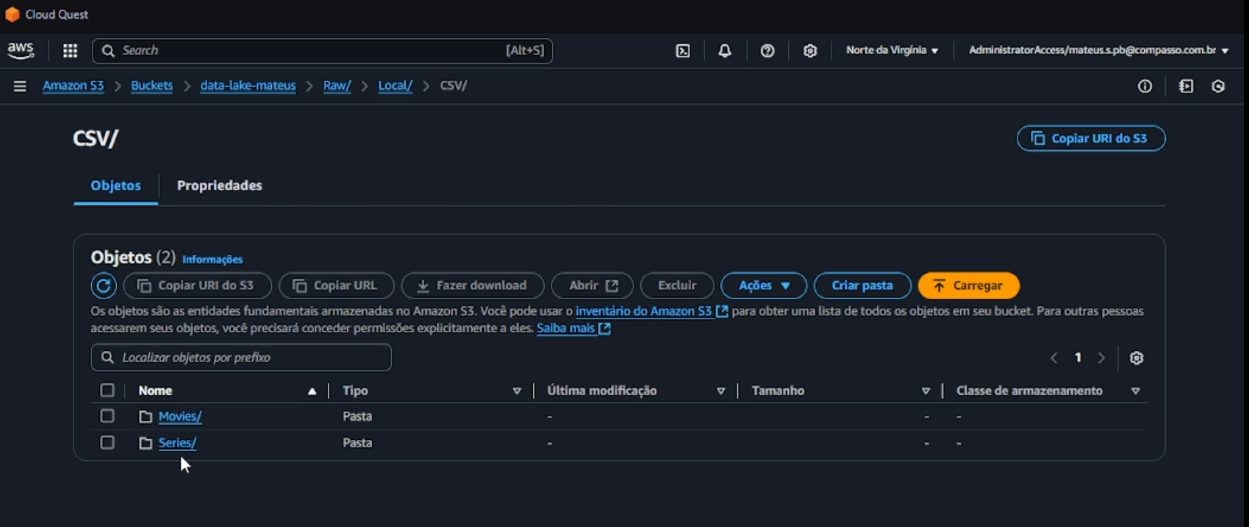 Cloud Quest
aws Search [Alt+S] Norte da Virgínia AdministratorAccess/mateus.s.pb@compasso.com.br
Amazon S3 > Buckets > data-lake-mateus > Raw/ > Local/ > CSV/
CSV/ Copiar URI do S3
Objetos Propriedades
Objetos (2) Informações
Copiar URI do S3 Copiar URL Fazer download Abrir Excluir Ações Criar pasta Carregar
Os objetos são as entidades fundamentais armazenadas no Amazon S3. Você pode usar o inventário do Amazon S3 para obter uma lista de todos os objetos em seu bucket. Para outras pessoas
acessarem seus objetos, você precisará conceder permissões explicitamente a eles. Saiba mais
Localizar objetos por prefixo < 1 >
Nome Tipo Última modificação Tamanho Classe de armazenamento
Movies/ Pasta - - -
Series/ Pasta - - -